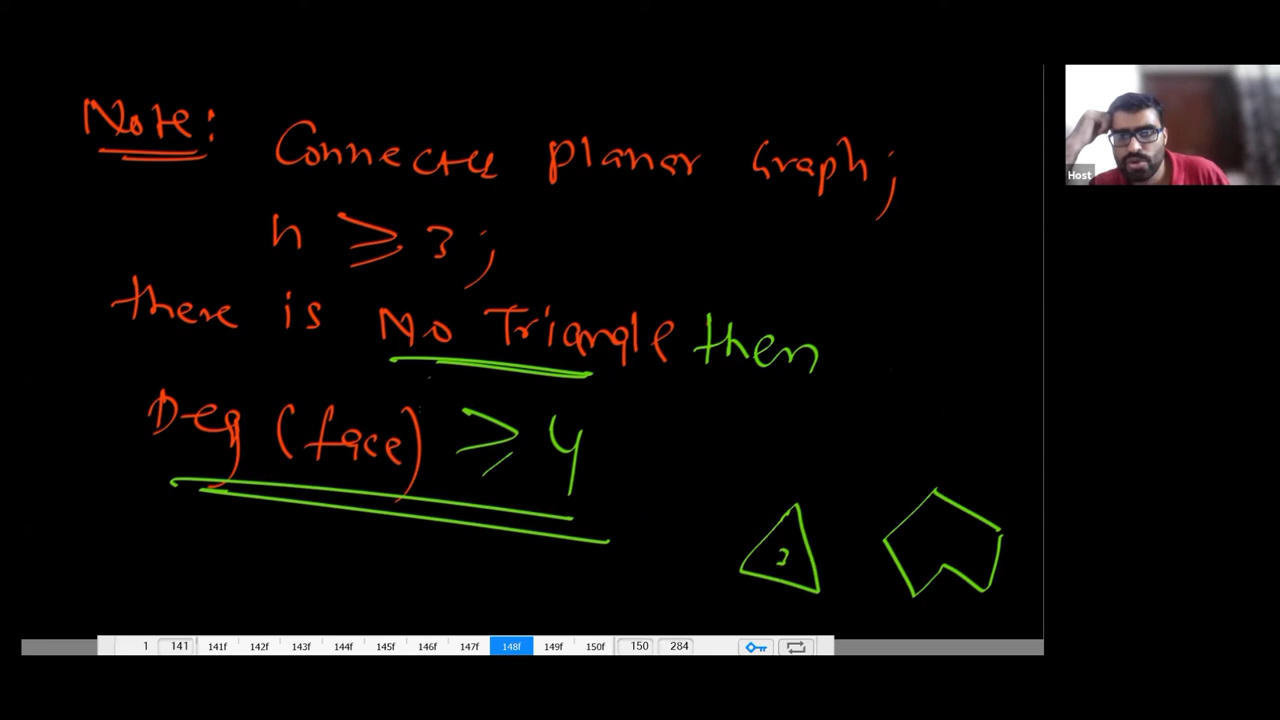 Note: Connected planar Graph;
n ≥ 3;
there is No Triangle then
Deg (face) ≥ 4
3
Host
1 141 141f 142f 143f 144f 145f 146f 147f 148f 149f 150f 150 284